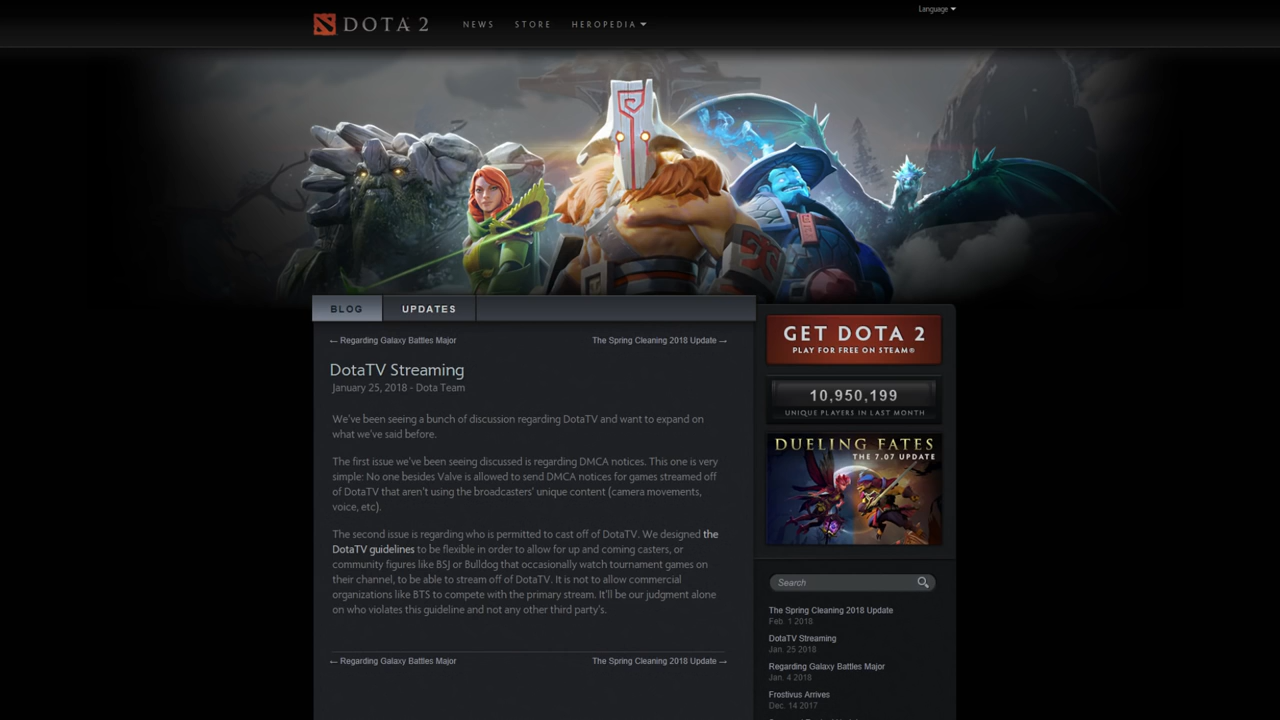 Language
DOTA 2
NEWS
STORE
HEROPEDIA
BLOG
UPDATES
← Regarding Galaxy Battles Major
The Spring Cleaning 2018 Update →
DotaTV Streaming
January 25, 2018 - Dota Team
We've been seeing a bunch of discussion regarding DotaTV and want to expand on
what we've said before.
The first issue we've been seeing discussed is regarding DMCA notices. This one is very
simple: No one besides Valve is allowed to send DMCA notices for games streamed off
of DotaTV that aren't using the broadcasters' unique content (camera movements,
voice, etc).
The second issue is regarding who is permitted to cast off of DotaTV. We designed the
DotaTV guidelines to be flexible in order to allow for up and coming casters, or
community figures like BSJ or Bulldog that occasionally watch tournament games on
their channel, to be able to stream off of DotaTV. It is not to allow commercial
organizations like BTS to compete with the primary stream. It'll be our judgment alone
on who violates this guideline and not any other third party's.
← Regarding Galaxy Battles Major
The Spring Cleaning 2018 Update →
GET DOTA 2
PLAY FOR FREE ON STEAM®
10,950,199
UNIQUE PLAYERS IN LAST MONTH
DUELING FATES
THE 7.07 UPDATE
Search
The Spring Cleaning 2018 Update
Feb. 1 2018
DotaTV Streaming
Jan. 25 2018
Regarding Galaxy Battles Major
Jan. 4 2018
Frostivus Arrives
Dec. 14 2017